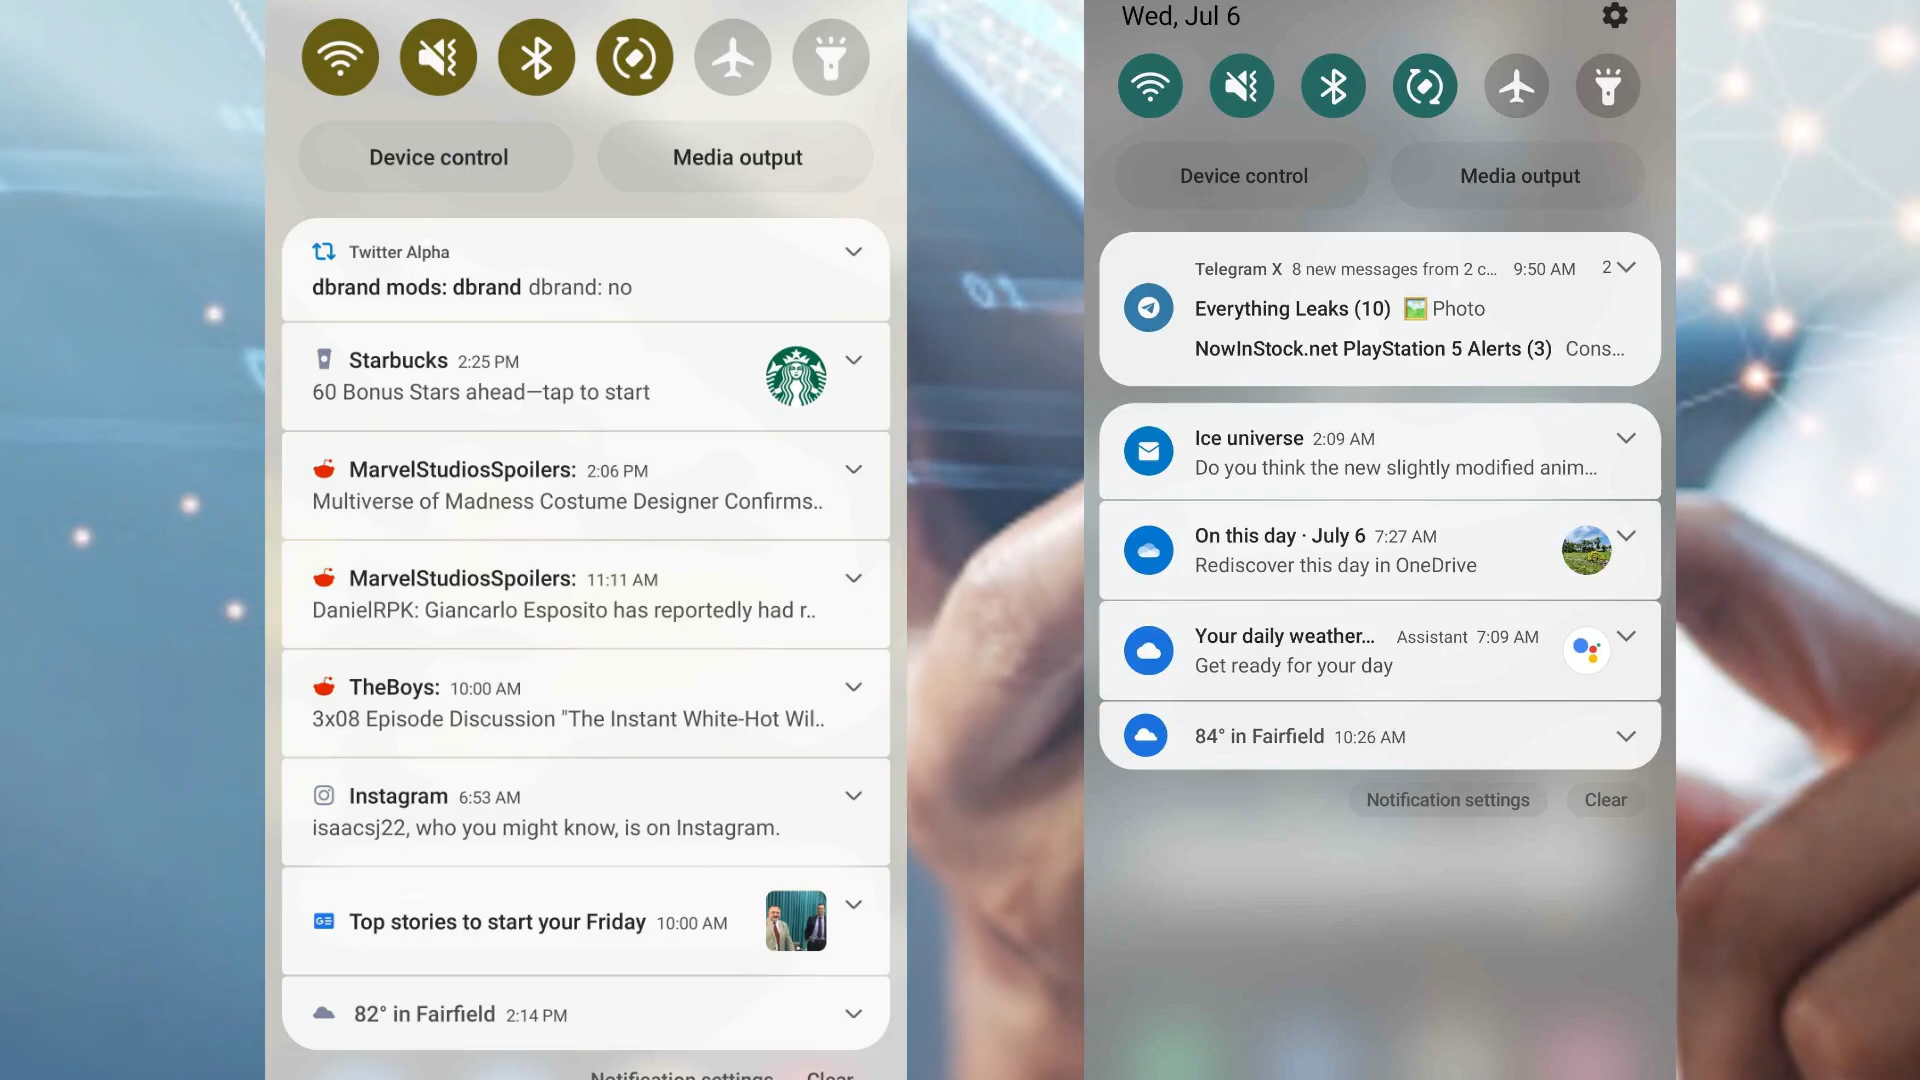 Device control
Media output
Twitter Alpha
dbrand mods: dbrand dbrand: no
Starbucks 2:25 PM
60 Bonus Stars ahead—tap to start
MarvelStudiosSpoilers: 2:06 PM
Multiverse of Madness Costume Designer Confirms..
MarvelStudiosSpoilers: 11:11 AM
DanielRPK: Giancarlo Esposito has reportedly had r..
TheBoys: 10:00 AM
3x08 Episode Discussion "The Instant White-Hot Wil..
Instagram 6:53 AM
isaacsj22, who you might know, is on Instagram.
GE Top stories to start your Friday 10:00 AM
82° in Fairfield 2:14 PM
Notification settings Clear
Wed, Jul 6
Device control
Media output
Telegram X 8 new messages from 2 c... 9:50 AM 2
Everything Leaks (10) Photo
NowInStock.net PlayStation 5 Alerts (3) Cons...
Ice universe 2:09 AM
Do you think the new slightly modified anim...
On this day · July 6 7:27 AM
Rediscover this day in OneDrive
Your daily weather... Assistant 7:09 AM
Get ready for your day
84° in Fairfield 10:26 AM
Notification settings
Clear